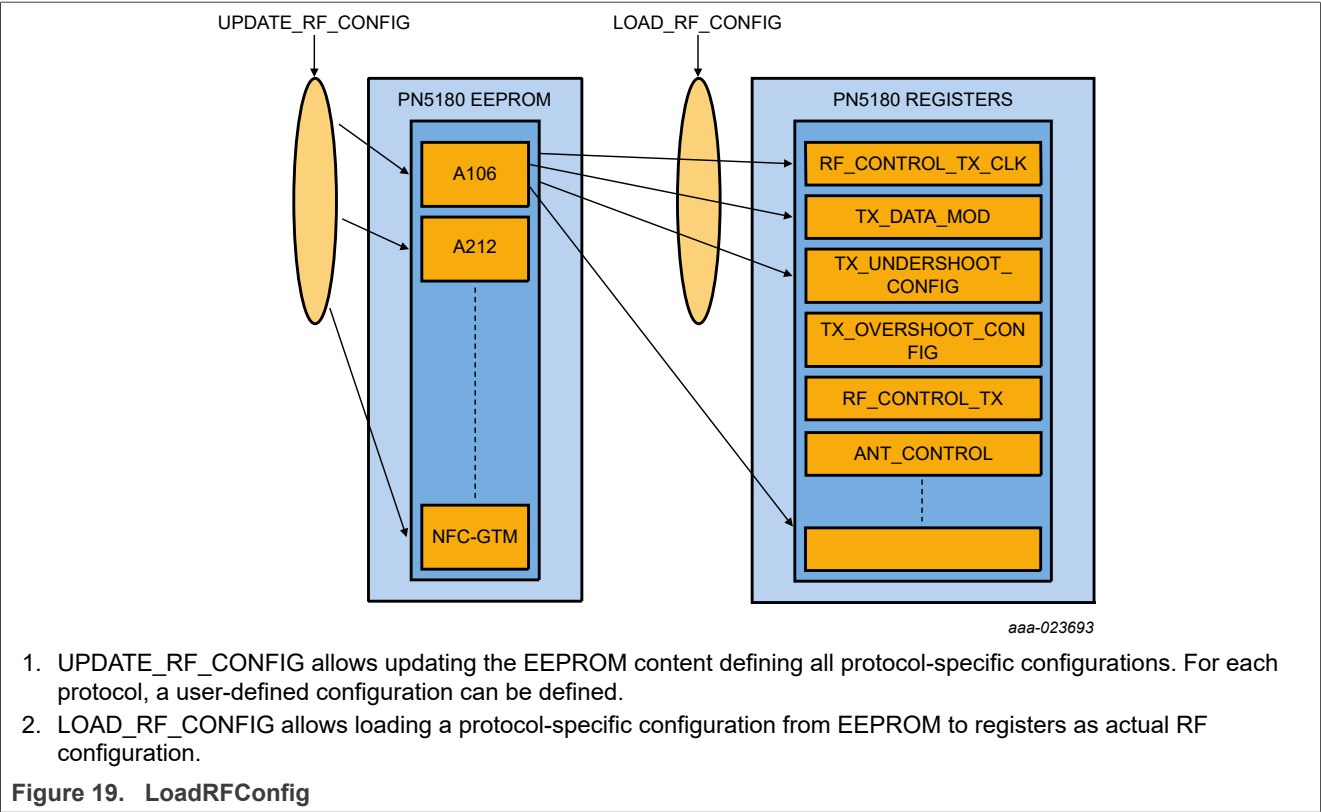 UPDATE_RF_CONFIG
LOAD_RF_CONFIG
PN5180 EEPROM
PN5180 REGISTERS
A106
A212
NFC-GTM
RF_CONTROL_TX_CLK
TX_DATA_MOD
TX_UNDERSHOOT_
CONFIG
TX_OVERSHOOT_CON
FIG
RF_CONTROL_TX
ANT_CONTROL
aaa-023693
1. UPDATE_RF_CONFIG allows updating the EEPROM content defining all protocol-specific configurations. For each
protocol, a user-defined configuration can be defined.
2. LOAD_RF_CONFIG allows loading a protocol-specific configuration from EEPROM to registers as actual RF
configuration.
Figure 19. LoadRFConfig